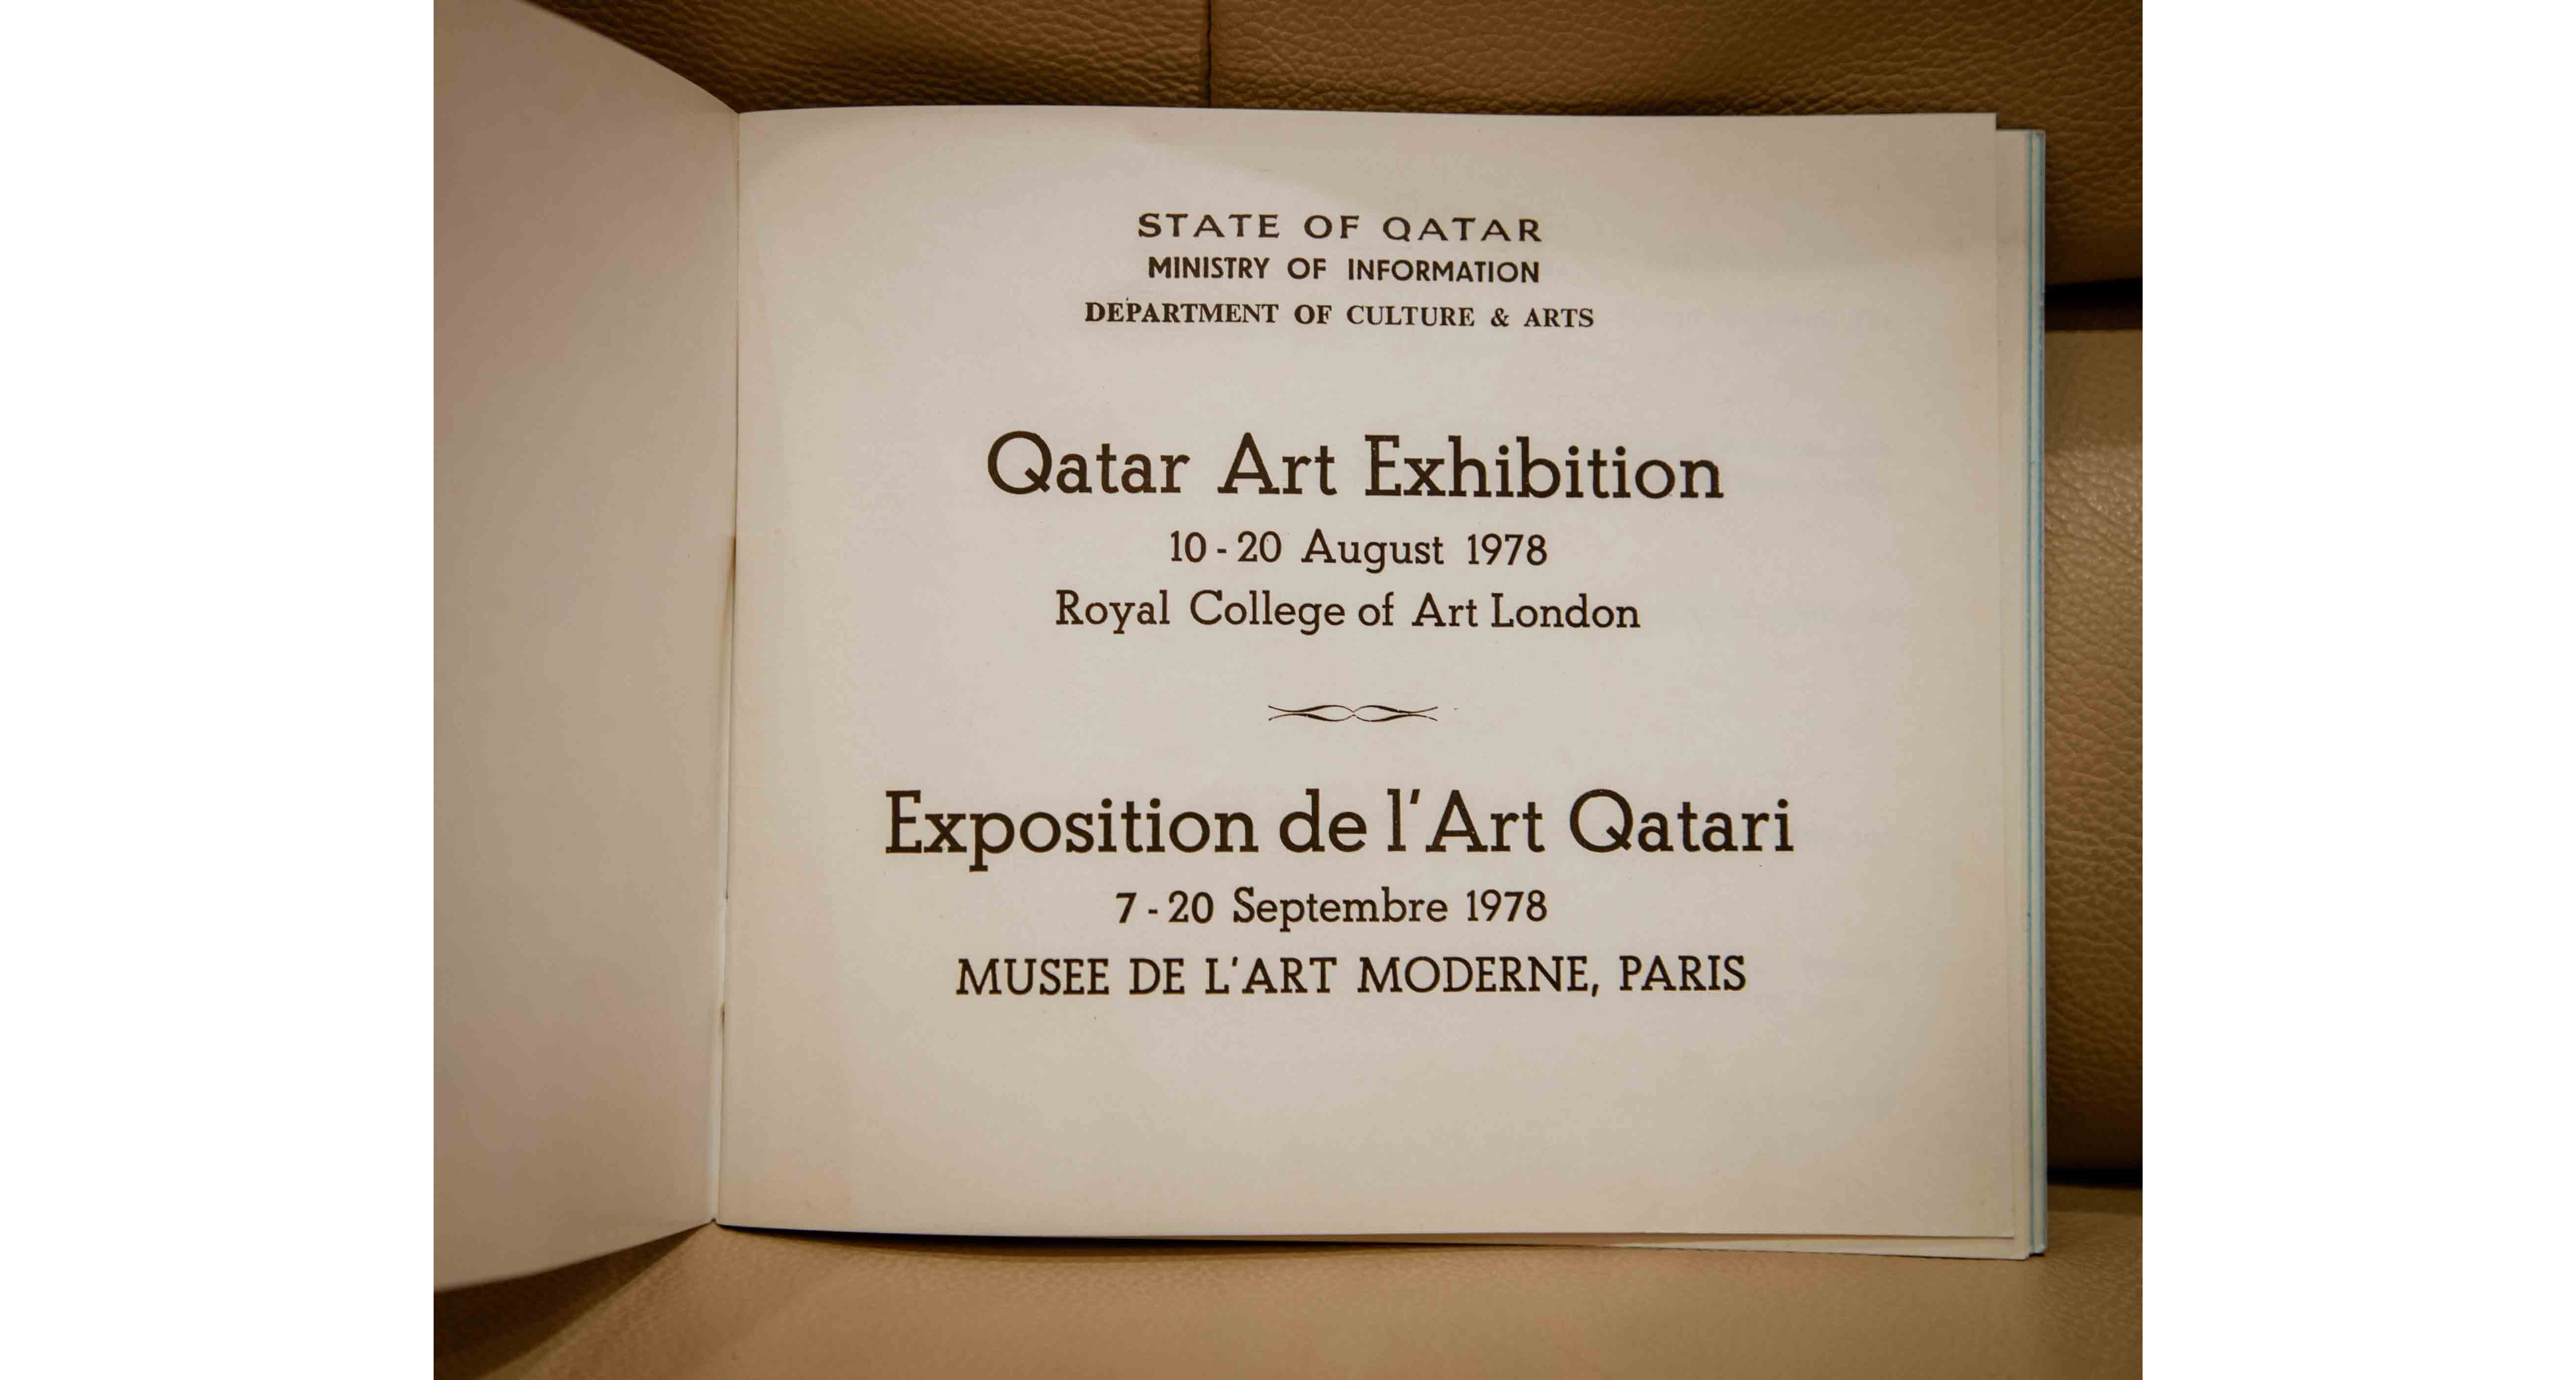 STATE OF QATAR
MINISTRY OF INFORMATION
DEPARTMENT OF CULTURE & ARTS
Qatar Art Exhibition
10 - 20 August 1978
Royal College of Art London
Exposition de l'Art Qatari
7 - 20 Septembre 1978
MUSEE DE L'ART MODERNE, PARIS